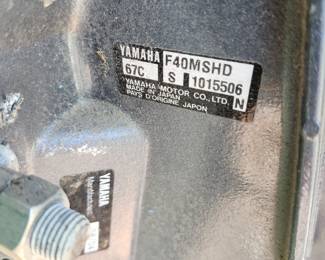 YAMAHA F40MSHD
67C S 1015506
YAMAHA MOTOR CO., LTD. N
MADE IN JAPAN
PAYS D'ORIGINE JAPON
YAMAHA